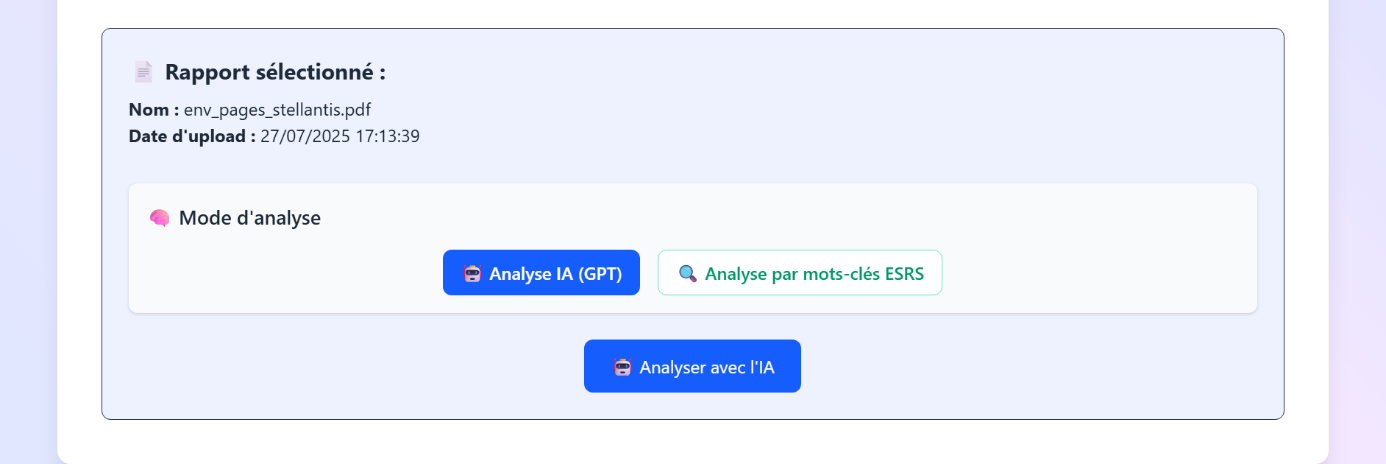 Rapport sélectionné :
Nom : env_pages_stellantis.pdf
Date d'upload : 27/07/2025 17:13:39
Mode d'analyse
Analyse IA (GPT)
Analyse par mots-clés ESRS
Analyser avec l'IA